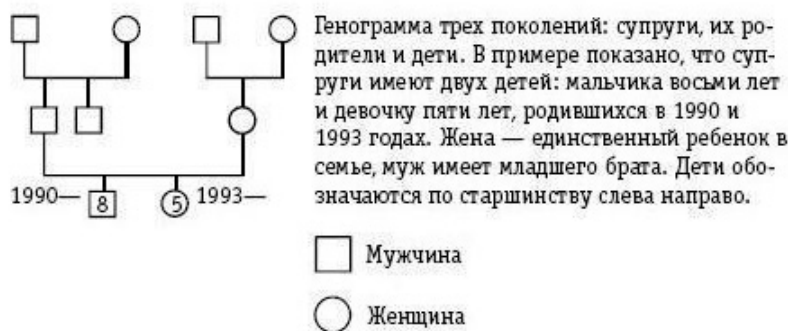 Генограмма трех поколений: супруги, их ро-
дители и дети. В примере показано, что суп-
руги имеют двух детей: мальчика восьми лет
и девочку пяти лет, родившихся в 1990 и
1993 годах. Жена — единственный ребенок в
семье, муж имеет младшего брата. Дети обо-
значаются по старшинству слева направо.
1990— 8 5 1993—
Мужчина
Женщина